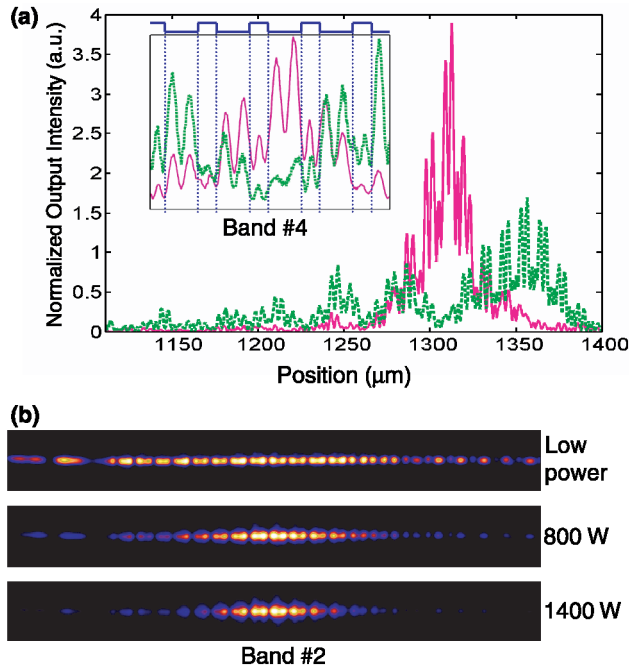 (a)
Normalized Output Intensity (a.u.)
4
3.5
3
2.5
2
1.5
1
0.5
0
Band #4
1150
1200
1250
1300
1350
1400
Position (µm)
(b)
Low
power
800 W
1400 W
Band #2